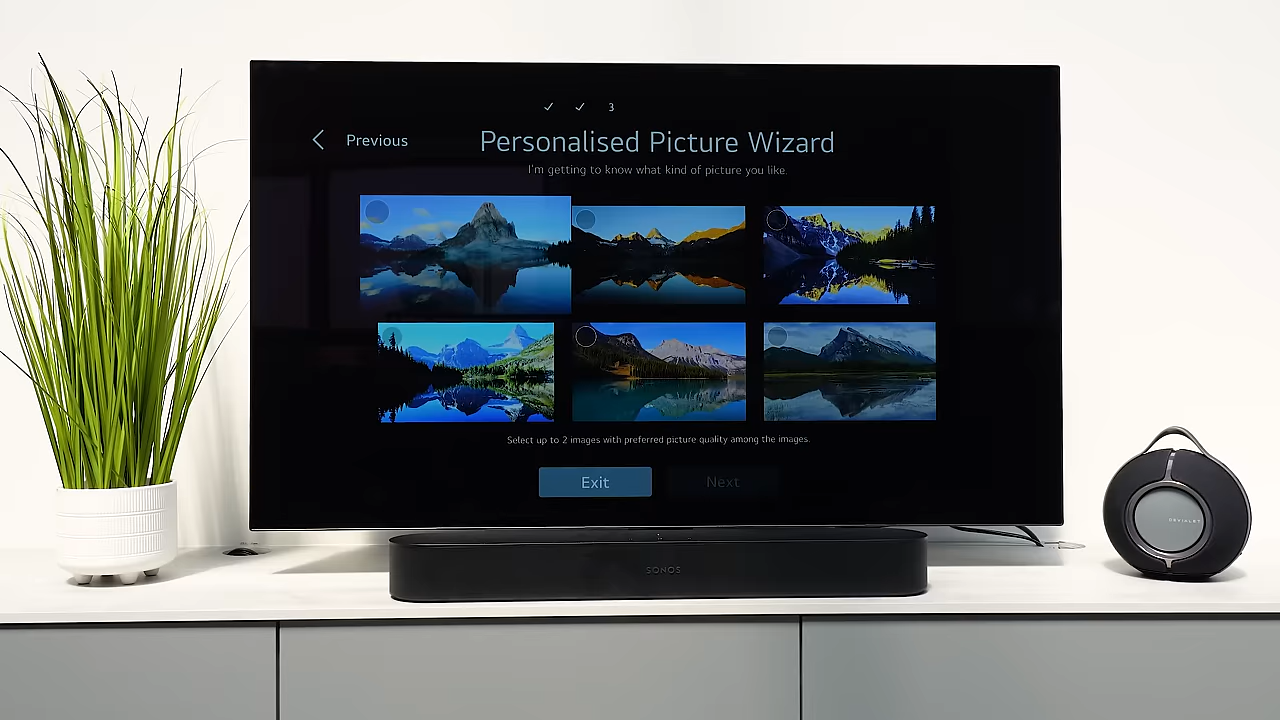 3
Previous
Personalised Picture Wizard
I'm getting to know what kind of picture you like.
Select up to 2 images with preferred picture quality among the images.
Exit
Next
SONOS
DEVIALET